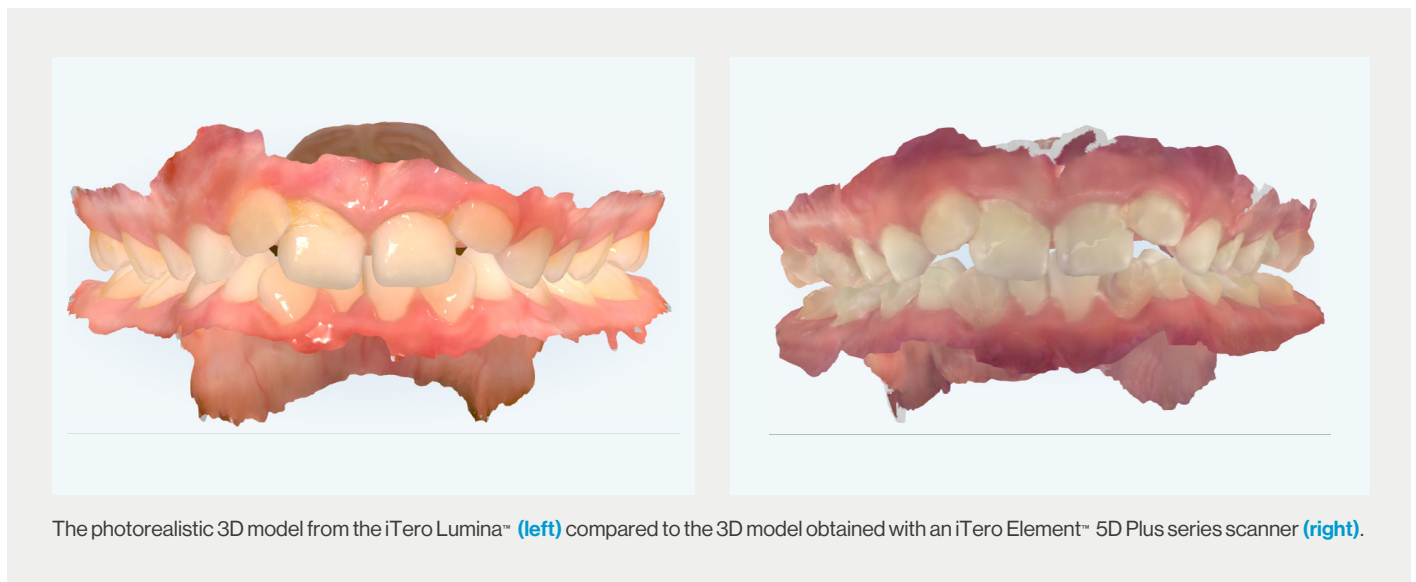 The photorealistic 3D model from the iTero Lumina™ (left) compared to the 3D model obtained with an iTero Element™ 5D Plus series scanner (right).